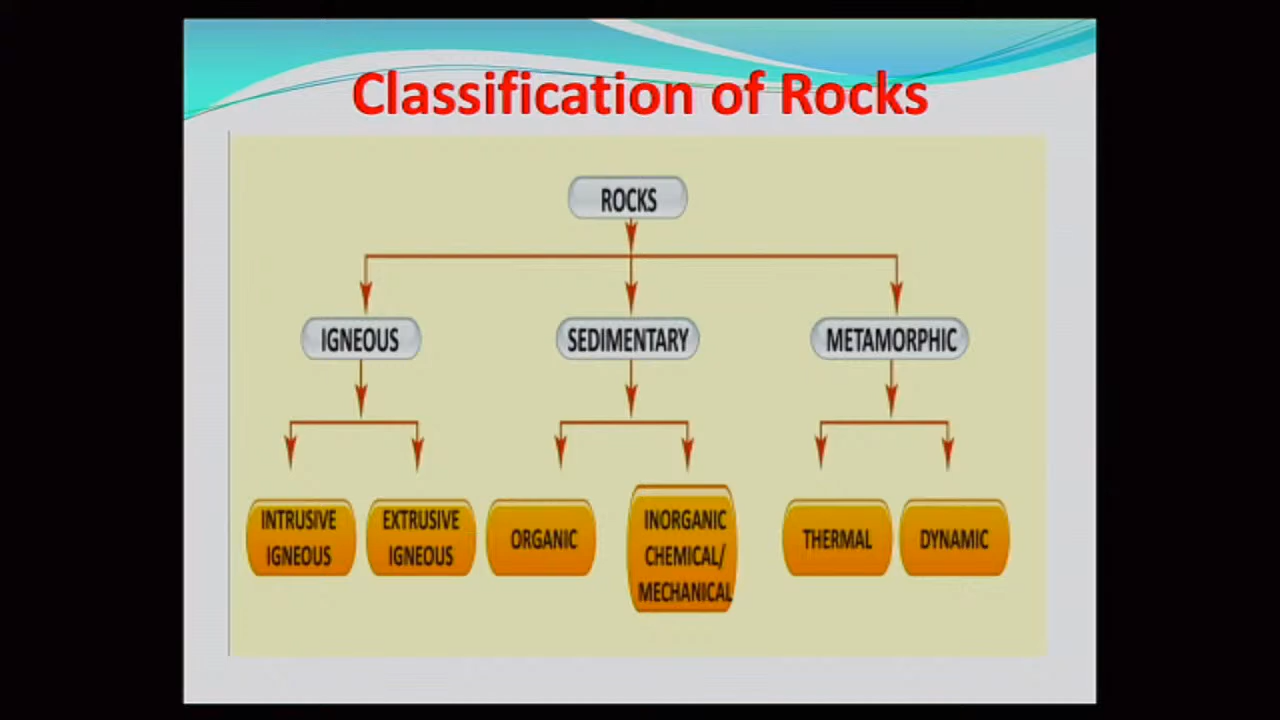 Classification of Rocks
ROCKS
IGNEOUS
SEDIMENTARY
METAMORPHIC
INTRUSIVE
IGNEOUS
EXTRUSIVE
IGNEOUS
ORGANIC
INORGANIC
CHEMICAL/
MECHANICAL
THERMAL
DYNAMIC